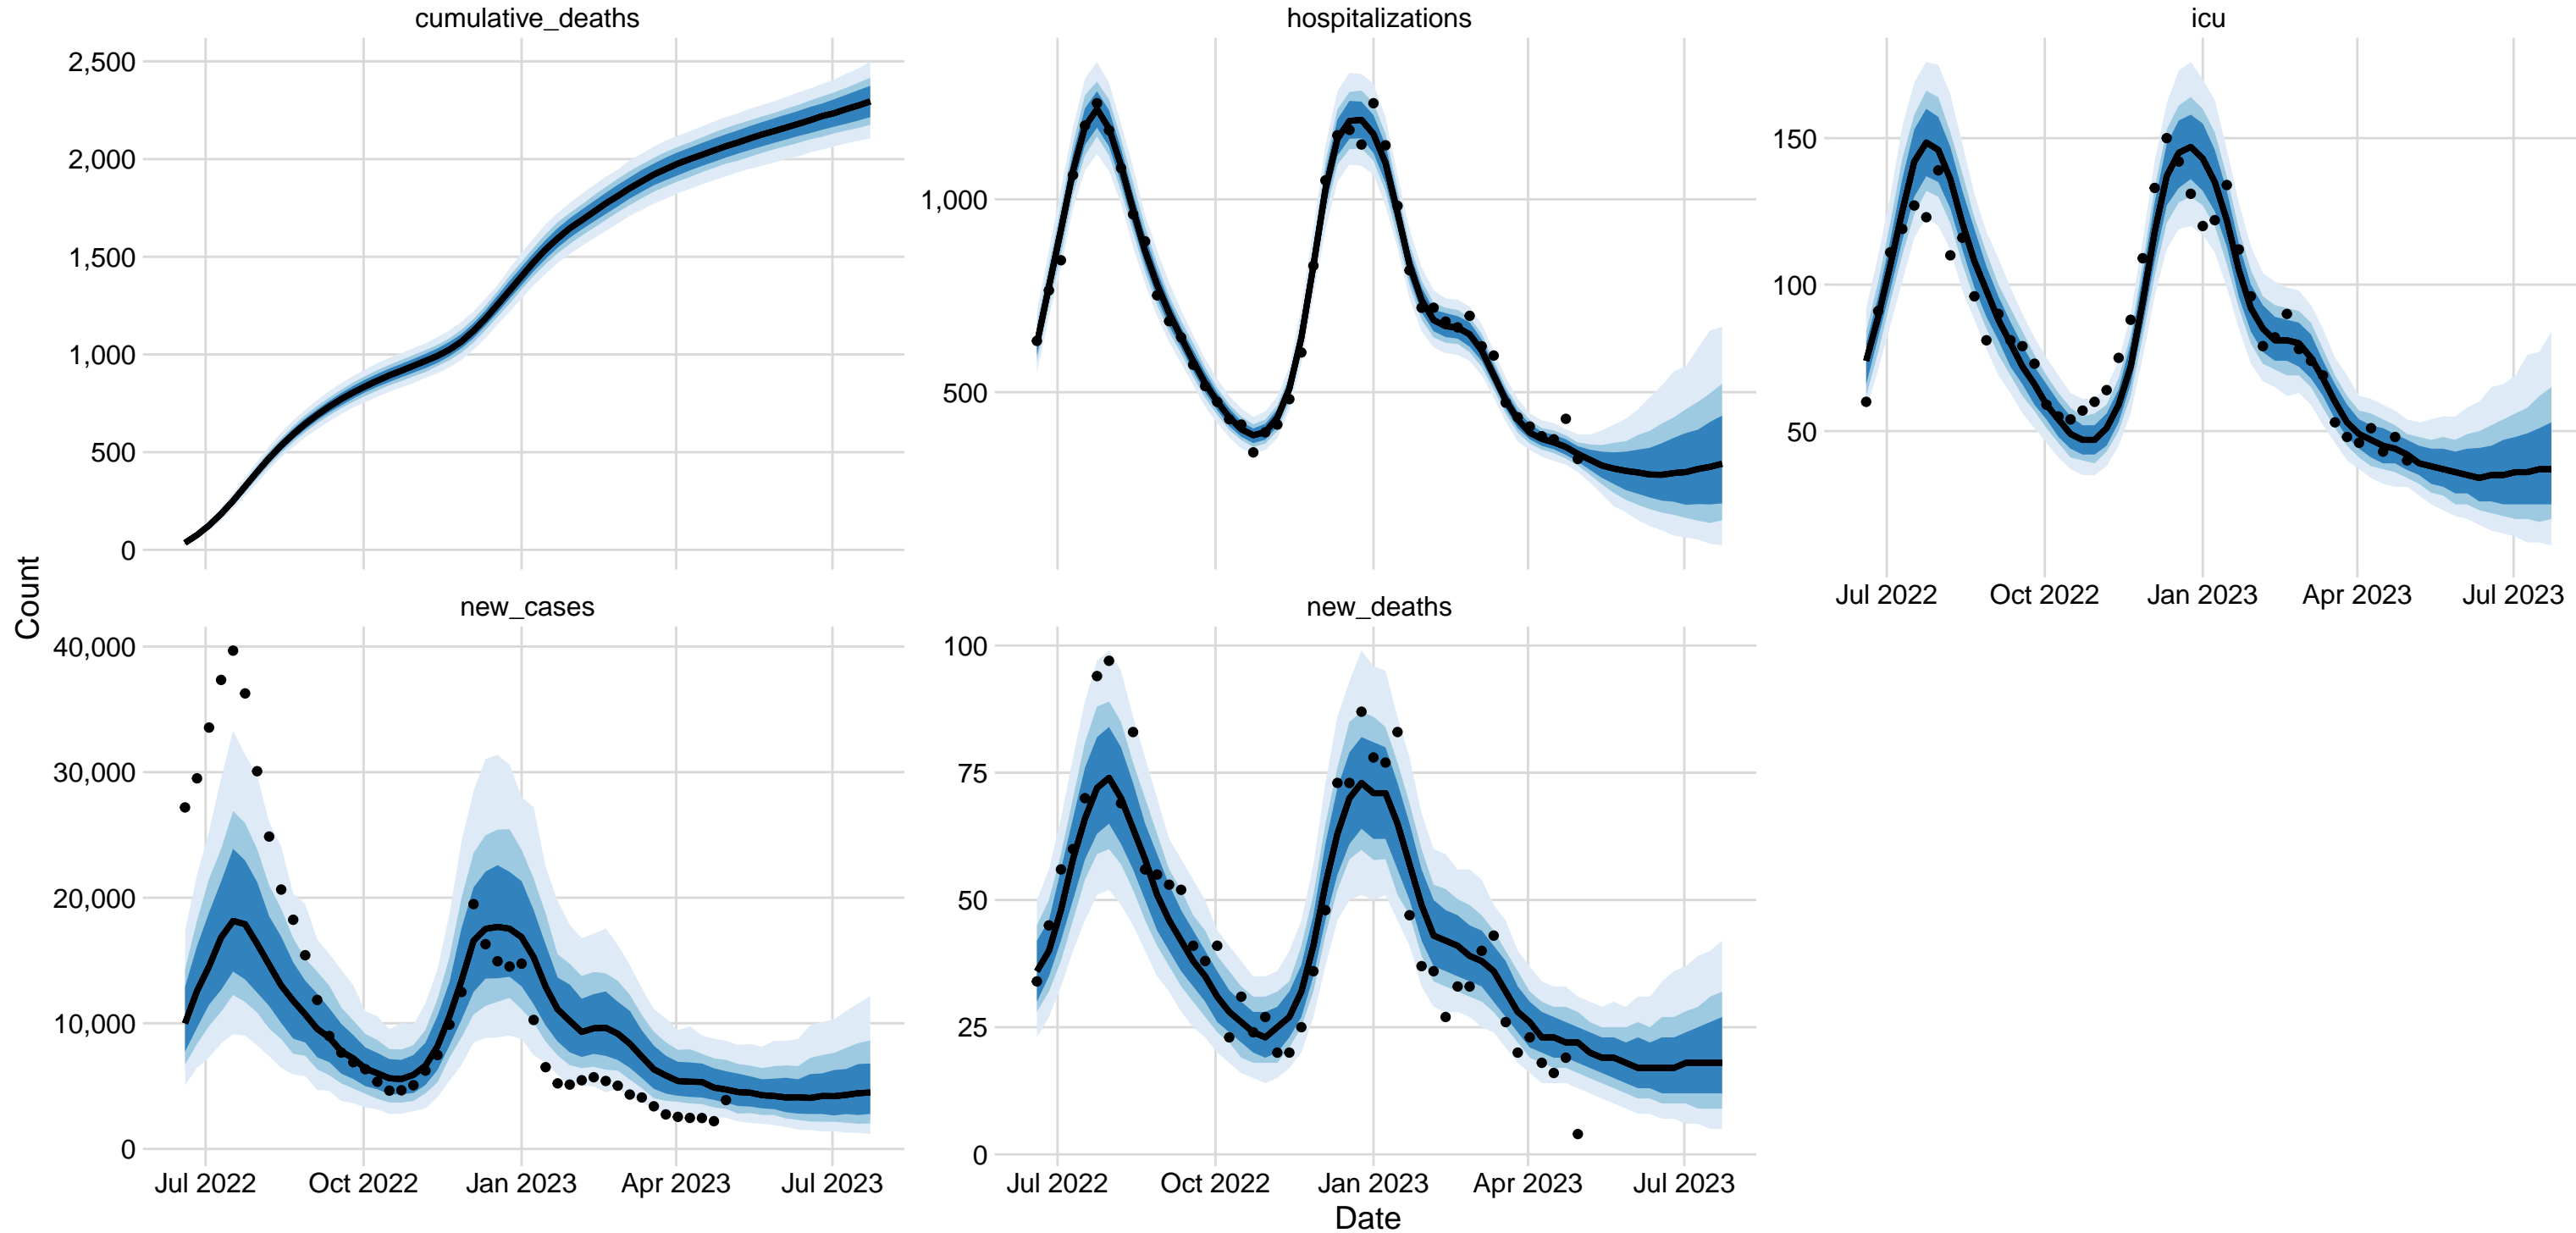 cumulative_deaths
hospitalizations
icu
2,500
2,000
1,500
1,000
500
0
1,000
500
150
100
50
Jul 2022 Oct 2022 Jan 2023 Apr 2023 Jul 2023
Count
new_cases
new_deaths
40,000
30,000
20,000
10,000
0
100
75
50
25
0
Jul 2022 Oct 2022 Jan 2023 Apr 2023 Jul 2023
Jul 2022 Oct 2022 Jan 2023 Apr 2023 Jul 2023
Date